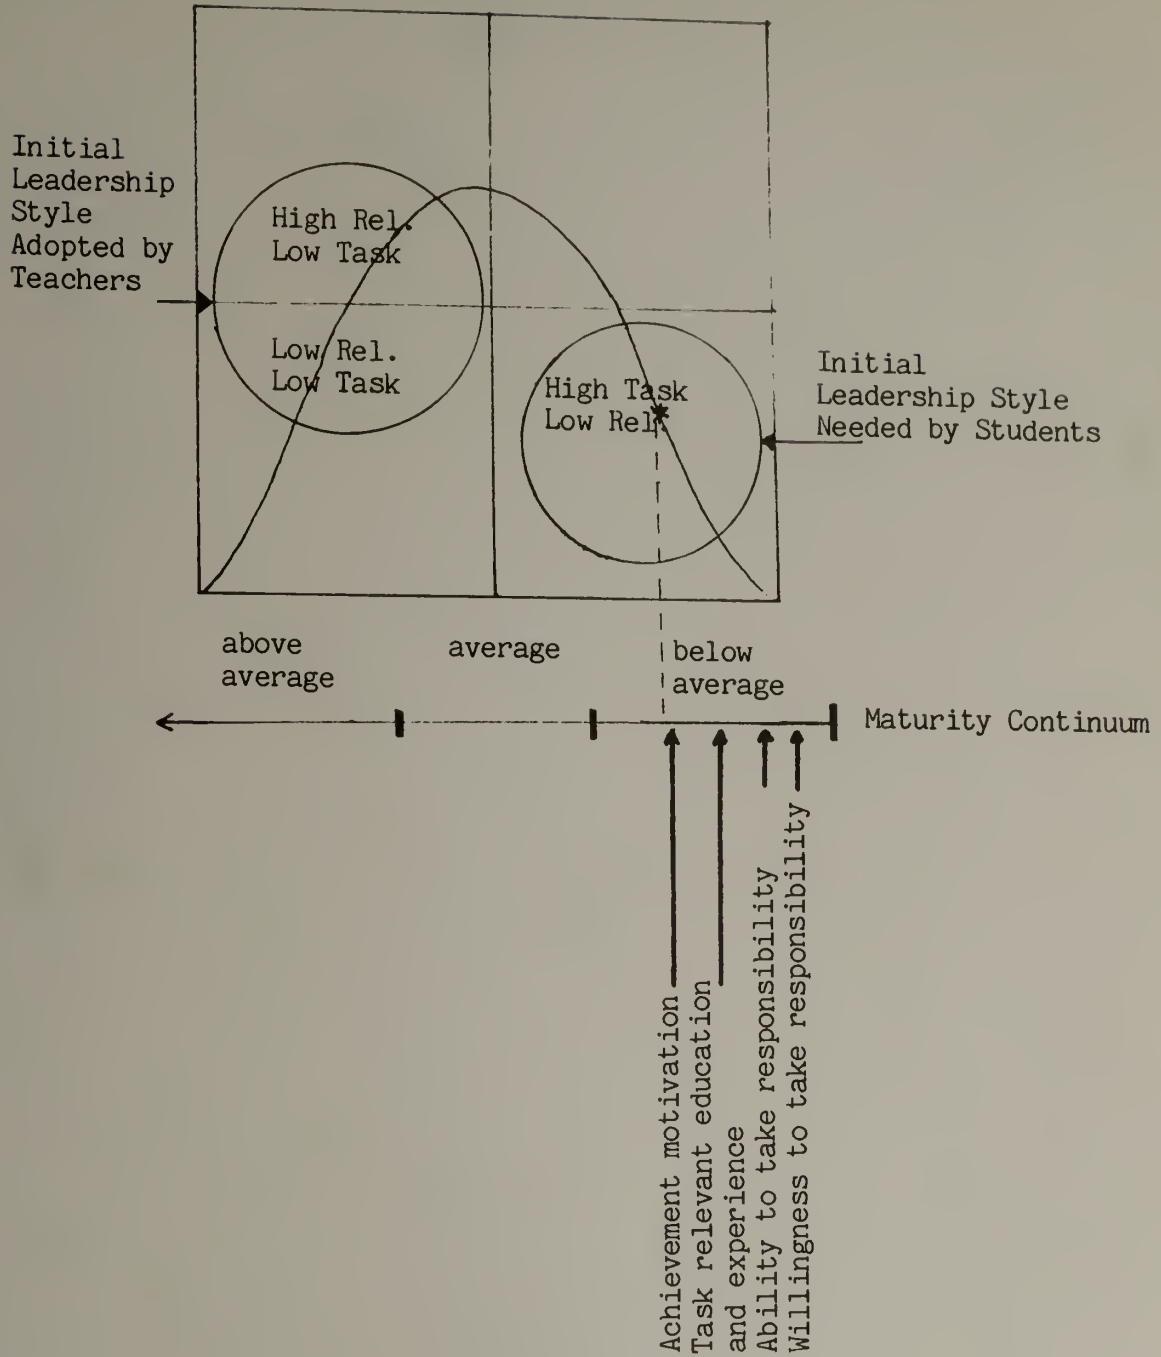 Initial
Leadership
Style
Adopted by
Teachers
High Rel.
Low Task
Low Rel.
Low Task
High Task
Low Rel.
Initial
Leadership Style
Needed by Students
above
average
average
below
average
Maturity Continuum
Achievement motivation
Task relevant education
and experience
Ability to take responsibility
Willingness to take responsibility